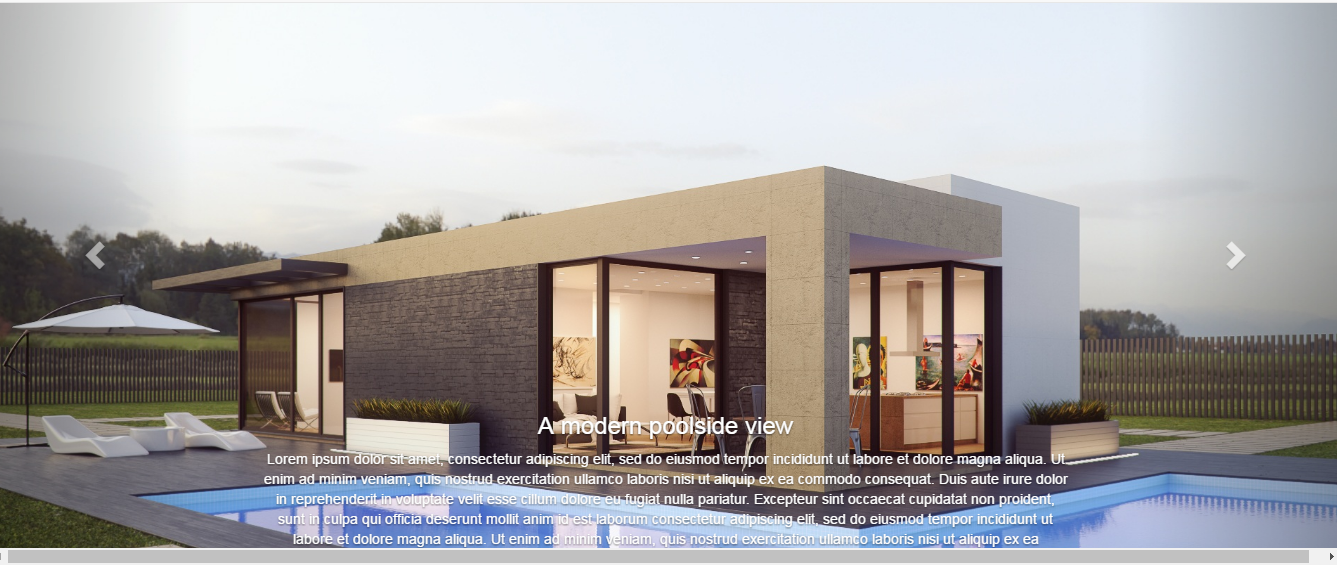 A modern poolside view
Lorem ipsum dolor sit amet, consectetur adipiscing elit, sed do eiusmod tempor incididunt ut labore et dolore magna aliqua. Ut
enim ad minim veniam, quis nostrud exercitation ullamco laboris nisi ut aliquip ex ea commodo consequat. Duis aute irure dolor
in reprehenderit in voluptate velit esse cillum dolore eu fugiat nulla pariatur. Excepteur sint occaecat cupidatat non proident,
sunt in culpa qui officia deserunt mollit anim id est laborum consectetur adipiscing elit, sed do eiusmod tempor incididunt ut
labore et dolore magna aliqua. Ut enim ad minim veniam, quis nostrud exercitation ullamco laboris nisi ut aliquip ex ea